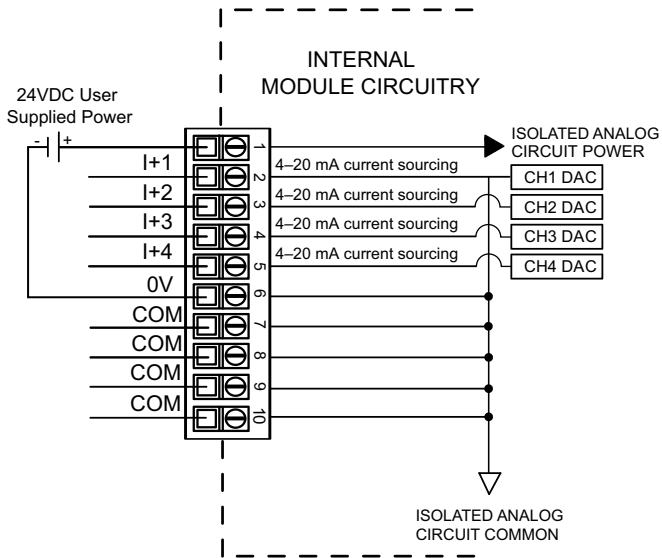 INTERNAL
MODULE CIRCUITRY
24VDC User
Supplied Power
- +
1
ISOLATED ANALOG
CIRCUIT POWER
I+1
2
4–20 mA current sourcing
CH1 DAC
I+2
3
4–20 mA current sourcing
CH2 DAC
I+3
4
4–20 mA current sourcing
CH3 DAC
I+4
5
4–20 mA current sourcing
CH4 DAC
0V
6
COM
7
COM
8
COM
9
COM
10
ISOLATED ANALOG
CIRCUIT COMMON